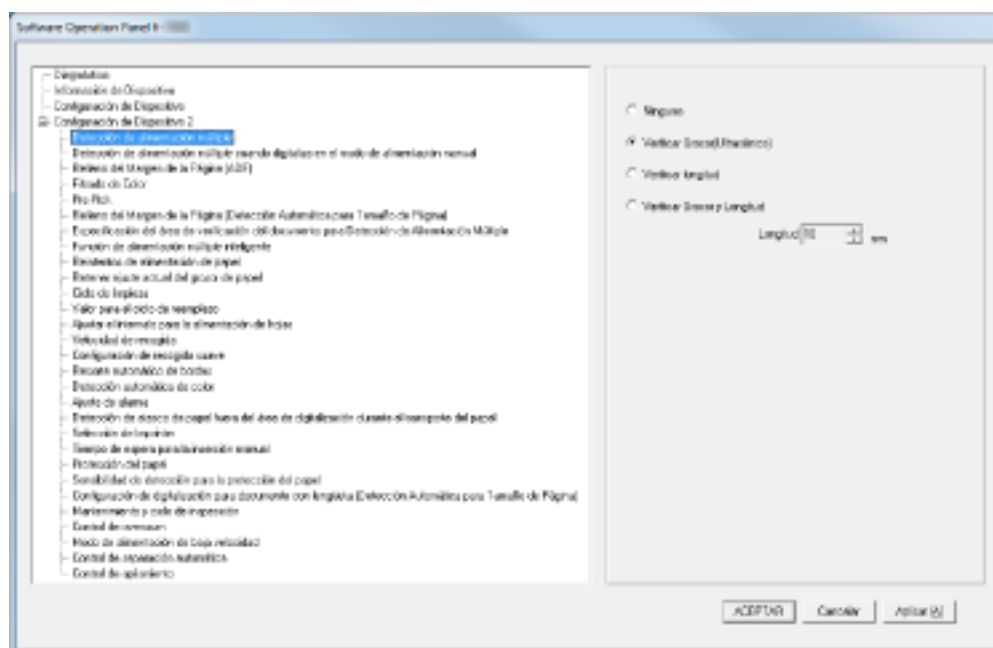 Software Operation Panel II -
Diagnostics
Información de Dispositivo
Configuración de Dispositivo
Configuración de Dispositivo 2
Detección de alimentación múltiple
Detección de alimentación múltiple cuando digitaliza en el modo de alimentación manual
Relleno del Margen de la Página (ADF)
Filtrado de Color
Pre-Pick
Relleno del Margen de la Página (Detección Automática para Tamaño de Página)
Especificación del área de verificación del documento para Detección de Alimentación Múltiple
Función de alimentación múltiple inteligente
Reintentos de alimentación de papel
Retener ajuste actual del grosor de papel
Ciclo de limpieza
Valor para el ciclo de reemplazo
Ajustar el intervalo para la alimentación de hojas
Velocidad de recogida
Configuración de recogida suave
Recorte automático de bordes
Detección automática de color
Ajuste de alarma
Detección de atasco de papel fuera del área de digitalización durante el transporte del papel
Selección de Imprinter
Tiempo de espera para la inserción manual
Protección del papel
Sensibilidad de detección para la protección del papel
Configuración de digitalización para documento con lengüeta (Detección Automática para Tamaño de Página)
Mantenimiento y ciclo de inspección
Control de overscan
Modo de alimentación de baja velocidad
Control de separación automática
Control de apilamiento
Ninguno
Verificar Grosor(Ultrasónico)
Verificar longitud
Verificar Grosor y Longitud
Longitud 10 mm
ACEPTAR Cancelar Aplicar (A)